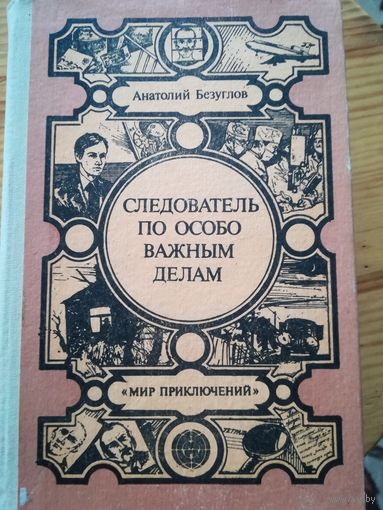 Анатолий Безуглов
СЛЕДОВАТЕЛЬ
ПО ОСОБО
ВАЖНЫМ
ДЕЛАМ
«МИР ПРИКЛЮЧЕНИЙ»